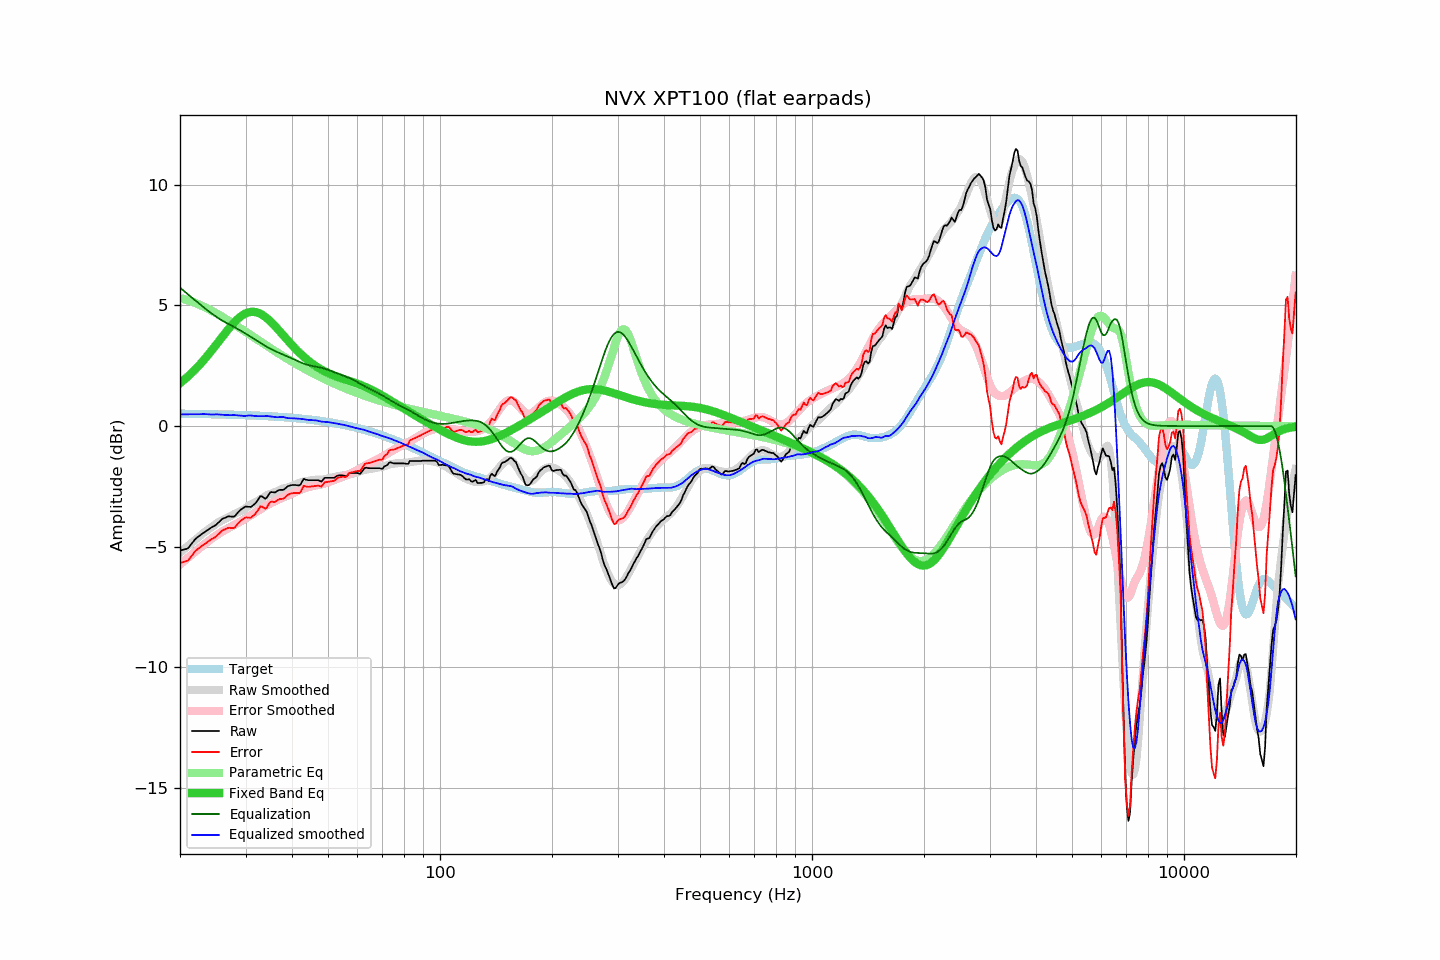 NVX XPT100 (flat earpads)
Amplitude (dBr)
10
5
0
−5
−10
−15
Target
Raw Smoothed
Error Smoothed
Raw
Error
Parametric Eq
Fixed Band Eq
Equalization
Equalized smoothed
100
1000
10000
Frequency (Hz)